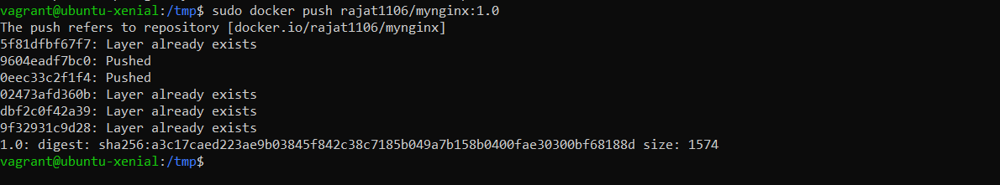 vagrant@ubuntu-xenial:/tmp$ sudo docker push rajat1106/mynginx:1.0
The push refers to repository [docker.io/rajat1106/mynginx]
5f81dfbf67f7: Layer already exists
9604eadf7bc0: Pushed
0eec33c2f1f4: Pushed
02473afd360b: Layer already exists
dbf2c0f42a39: Layer already exists
9f32931c9d28: Layer already exists
1.0: digest: sha256:a3c17caed223ae9b03845f842c38c7185b049a7b158b0400fae30300bf68188d size: 1574
vagrant@ubuntu-xenial:/tmp$